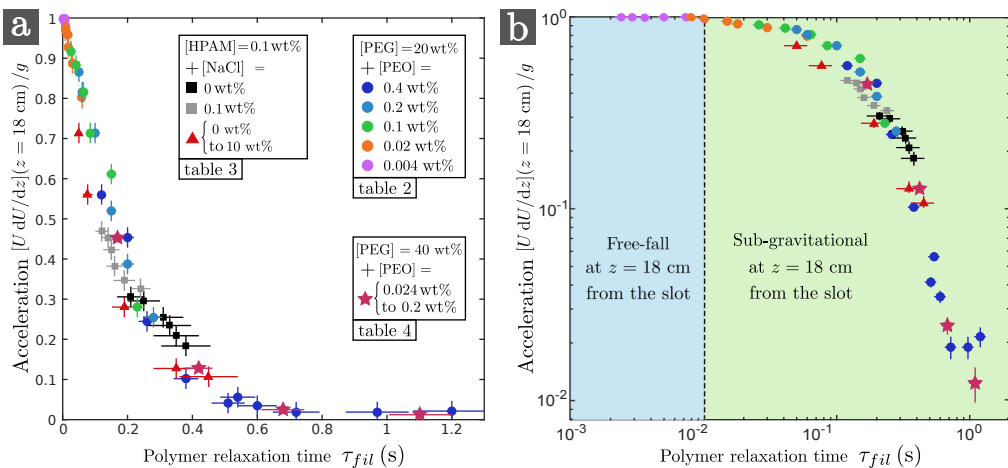 a
Acceleration [U dU/dz](z = 18 cm) /g
1
0.9
0.8
0.7
0.6
0.5
0.4
0.3
0.2
0.1
0
0
0.2
0.4
0.6
0.8
1
1.2
Polymer relaxation time τfil (s)
[HPAM]=0.1wt%
+[NaCl] =
0 wt%
0.1wt%
0 wt%
to 10 wt%
table 3
[PEG]=20wt%
+[PEO]=
0.4 wt%
0.2 wt%
0.1 wt%
0.02 wt%
0.004 wt%
table 2
[PEG] = 40 wt%
+[PEO]=
0.024wt%
to 0.2 wt%
table 4
b
Acceleration [U dU/dz](z = 18 cm) /g
10⁰
10⁻¹
10⁻²
10⁻³
10⁻²
10⁻¹
10⁰
Polymer relaxation time τfil (s)
Free-fall
at z = 18 cm
from the slot
Sub-gravitational
at z = 18 cm
from the slot